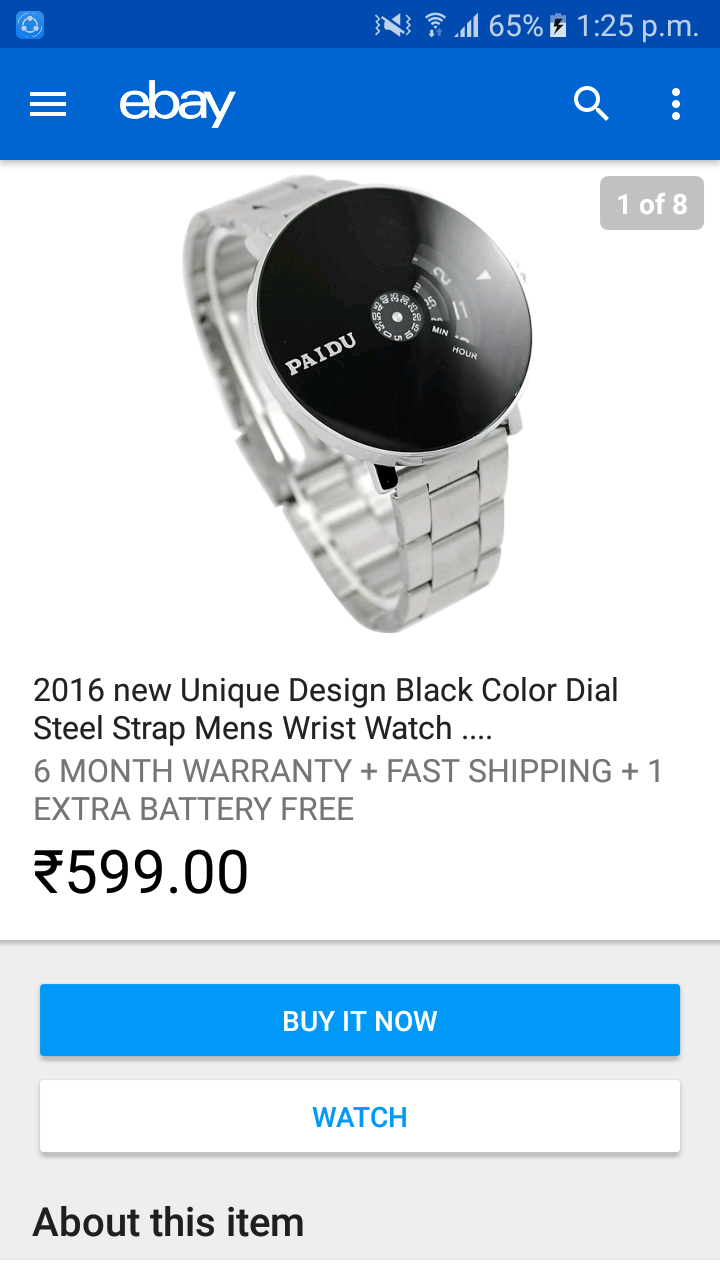 65% 1:25 p.m.
ebay
1 of 8
PAIDU
MIN
HOUR
2016 new Unique Design Black Color Dial
Steel Strap Mens Wrist Watch ....
6 MONTH WARRANTY + FAST SHIPPING + 1
EXTRA BATTERY FREE
₹599.00
BUY IT NOW
WATCH
About this item